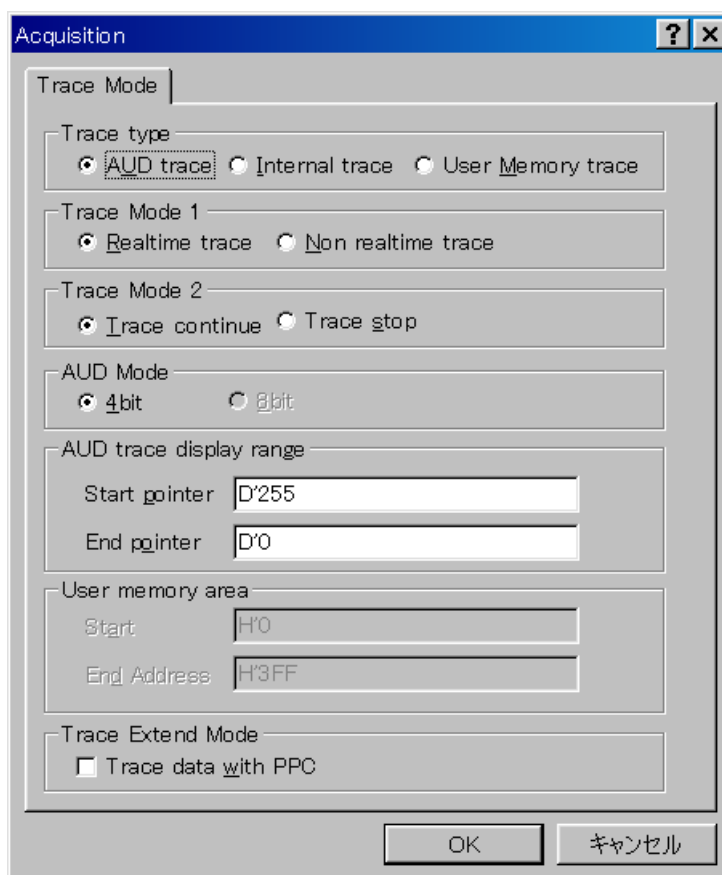 Acquisition
Trace Mode
Trace type
AUD trace Internal trace User Memory trace
Trace Mode 1
Realtime trace Non realtime trace
Trace Mode 2
Trace continue Trace stop
AUD Mode
4bit 8bit
AUD trace display range
Start pointer D'255
End pointer D'0
User memory area
Start H'0
End Address H'3FF
Trace Extend Mode
Trace data with PPC
OK キャンセル